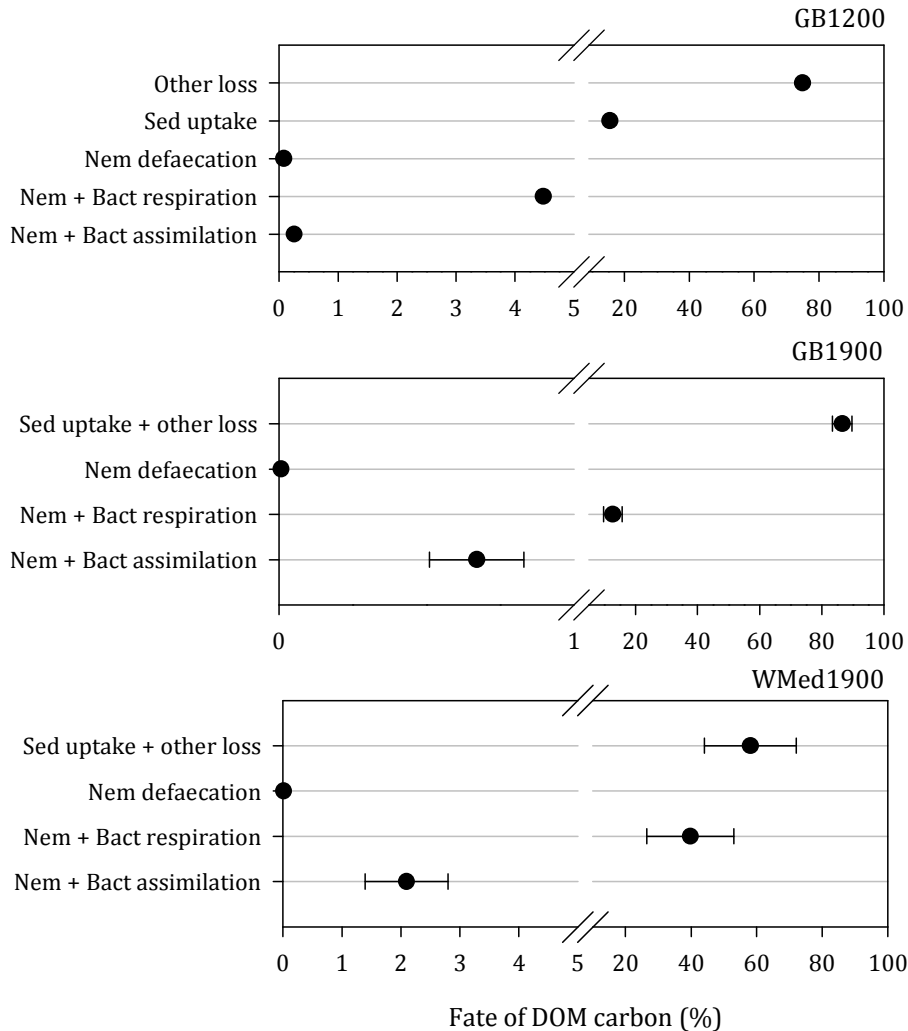 GB1200
Other loss
Sed uptake
Nem defaecation
Nem + Bact respiration
Nem + Bact assimilation
0 1 2 3 4 5 20 40 60 80 100
GB1900
Sed uptake + other loss
Nem defaecation
Nem + Bact respiration
Nem + Bact assimilation
0 1 20 40 60 80 100
WMed1900
Sed uptake + other loss
Nem defaecation
Nem + Bact respiration
Nem + Bact assimilation
0 1 2 3 4 5 20 40 60 80 100
Fate of DOM carbon (%)